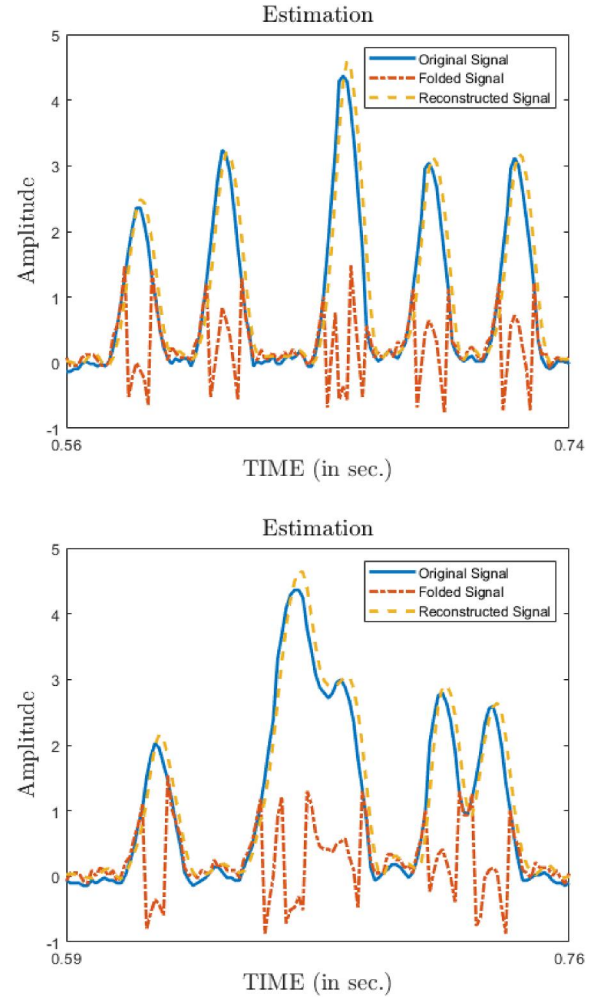 Estimation
5
Original Signal
Folded Signal
4
Reconstructed Signal
3
Amplitude
2
1
0
-1
0.56
0.74
TIME (in sec.)
Estimation
5
Original Signal
Folded Signal
4
Reconstructed Signal
3
Amplitude
2
1
0
-1
0.59
0.76
TIME (in sec.)